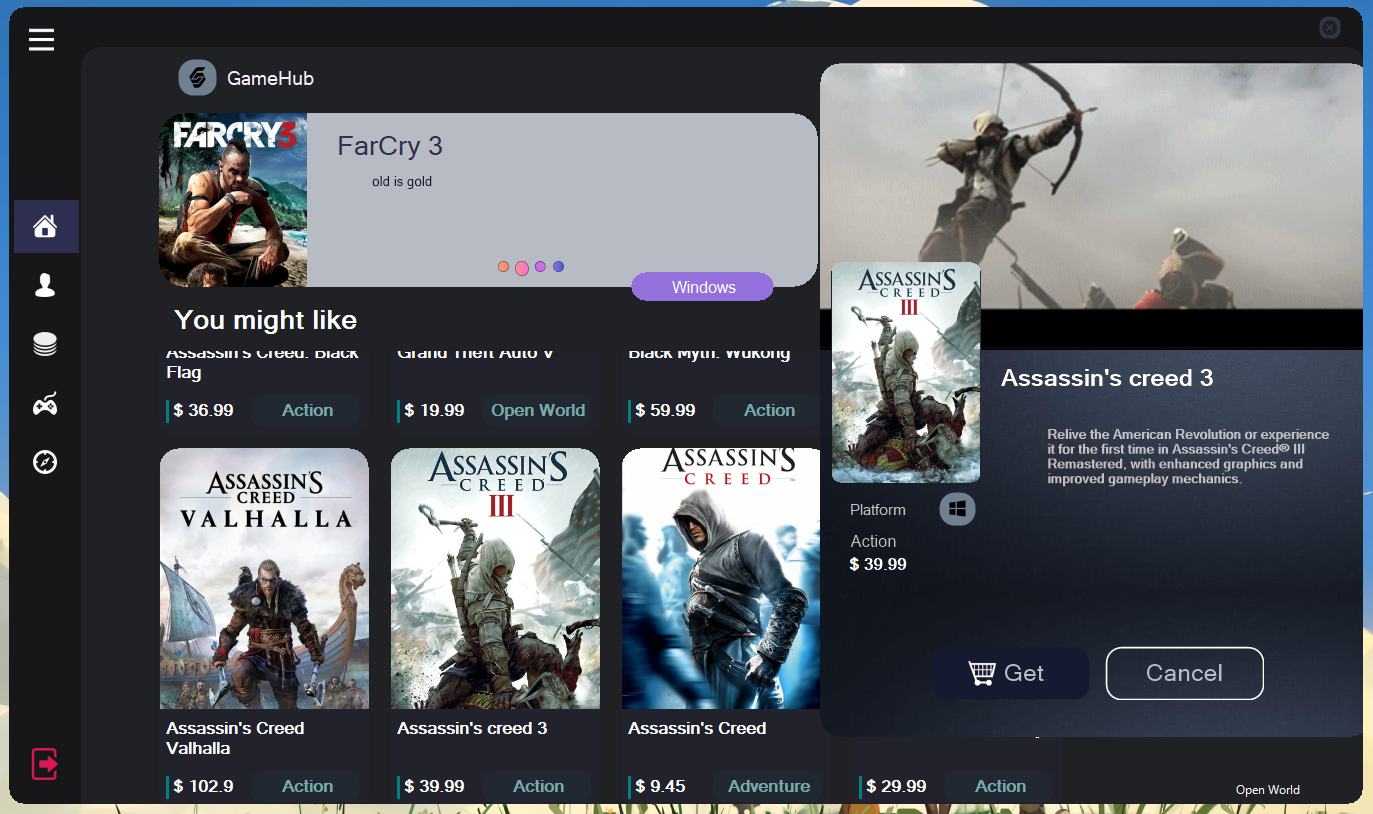 GameHub
FARCRY3
FarCry 3
old is gold
Windows
You might like
Assassin's Creed: Black
Flag
$ 36.99
Action
Grand Theft Auto V
$ 19.99
Open World
Black Myth: Wukong
$ 59.99
Action
ASSASSIN'S
CREED
VALHALLA
Assassin's Creed
Valhalla
$ 102.9
Action
ASSASSIN'S
CREED
III
Assassin's creed 3
$ 39.99
Action
ASSASSIN'S
CREED
Assassin's Creed
$ 9.45
Adventure
$ 29.99
Action
Open World
ASSASSIN'S
CREED
III
Assassin's creed 3
Relive the American Revolution or experience
it for the first time in Assassin's Creed® III
Remastered, with enhanced graphics and
improved gameplay mechanics.
Platform
Action
$ 39.99
Get
Cancel